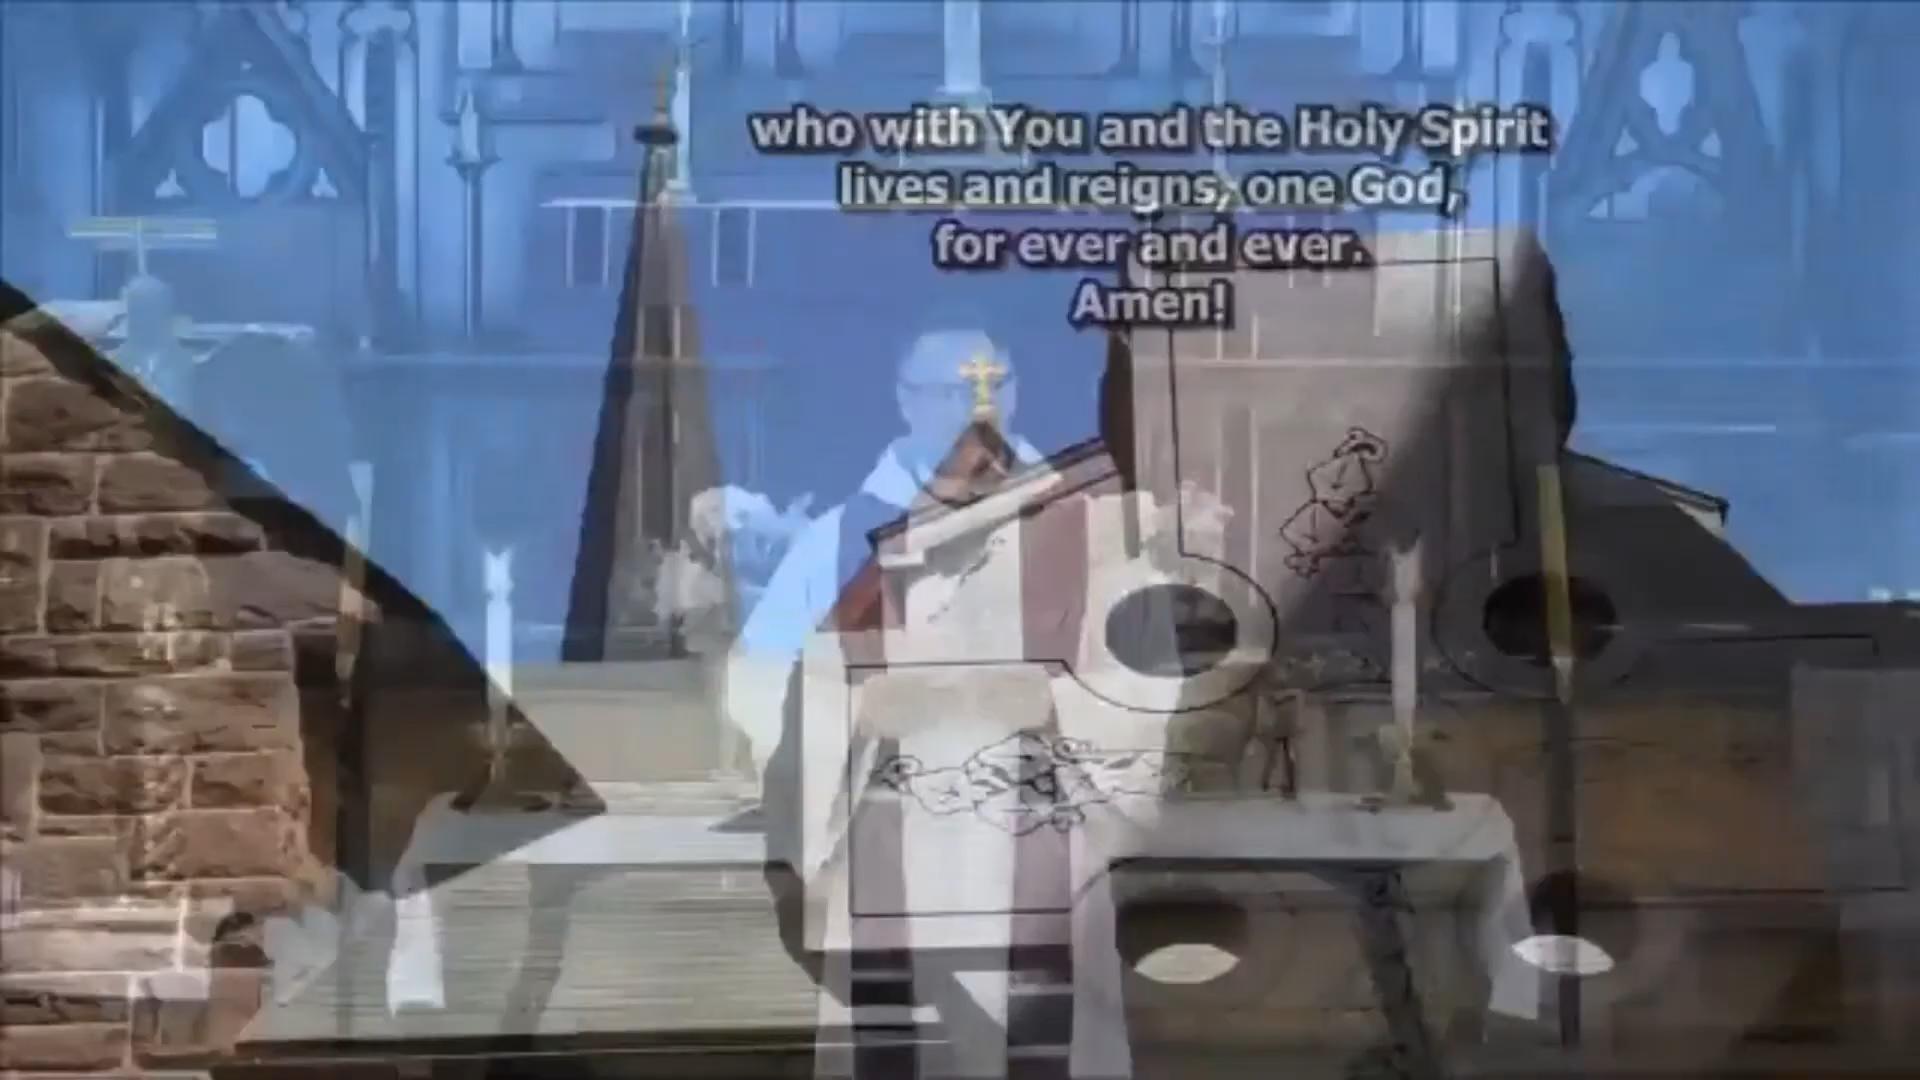 who with You and the Holy Spirit
lives and reigns, one God,
for ever and ever.
Amen!